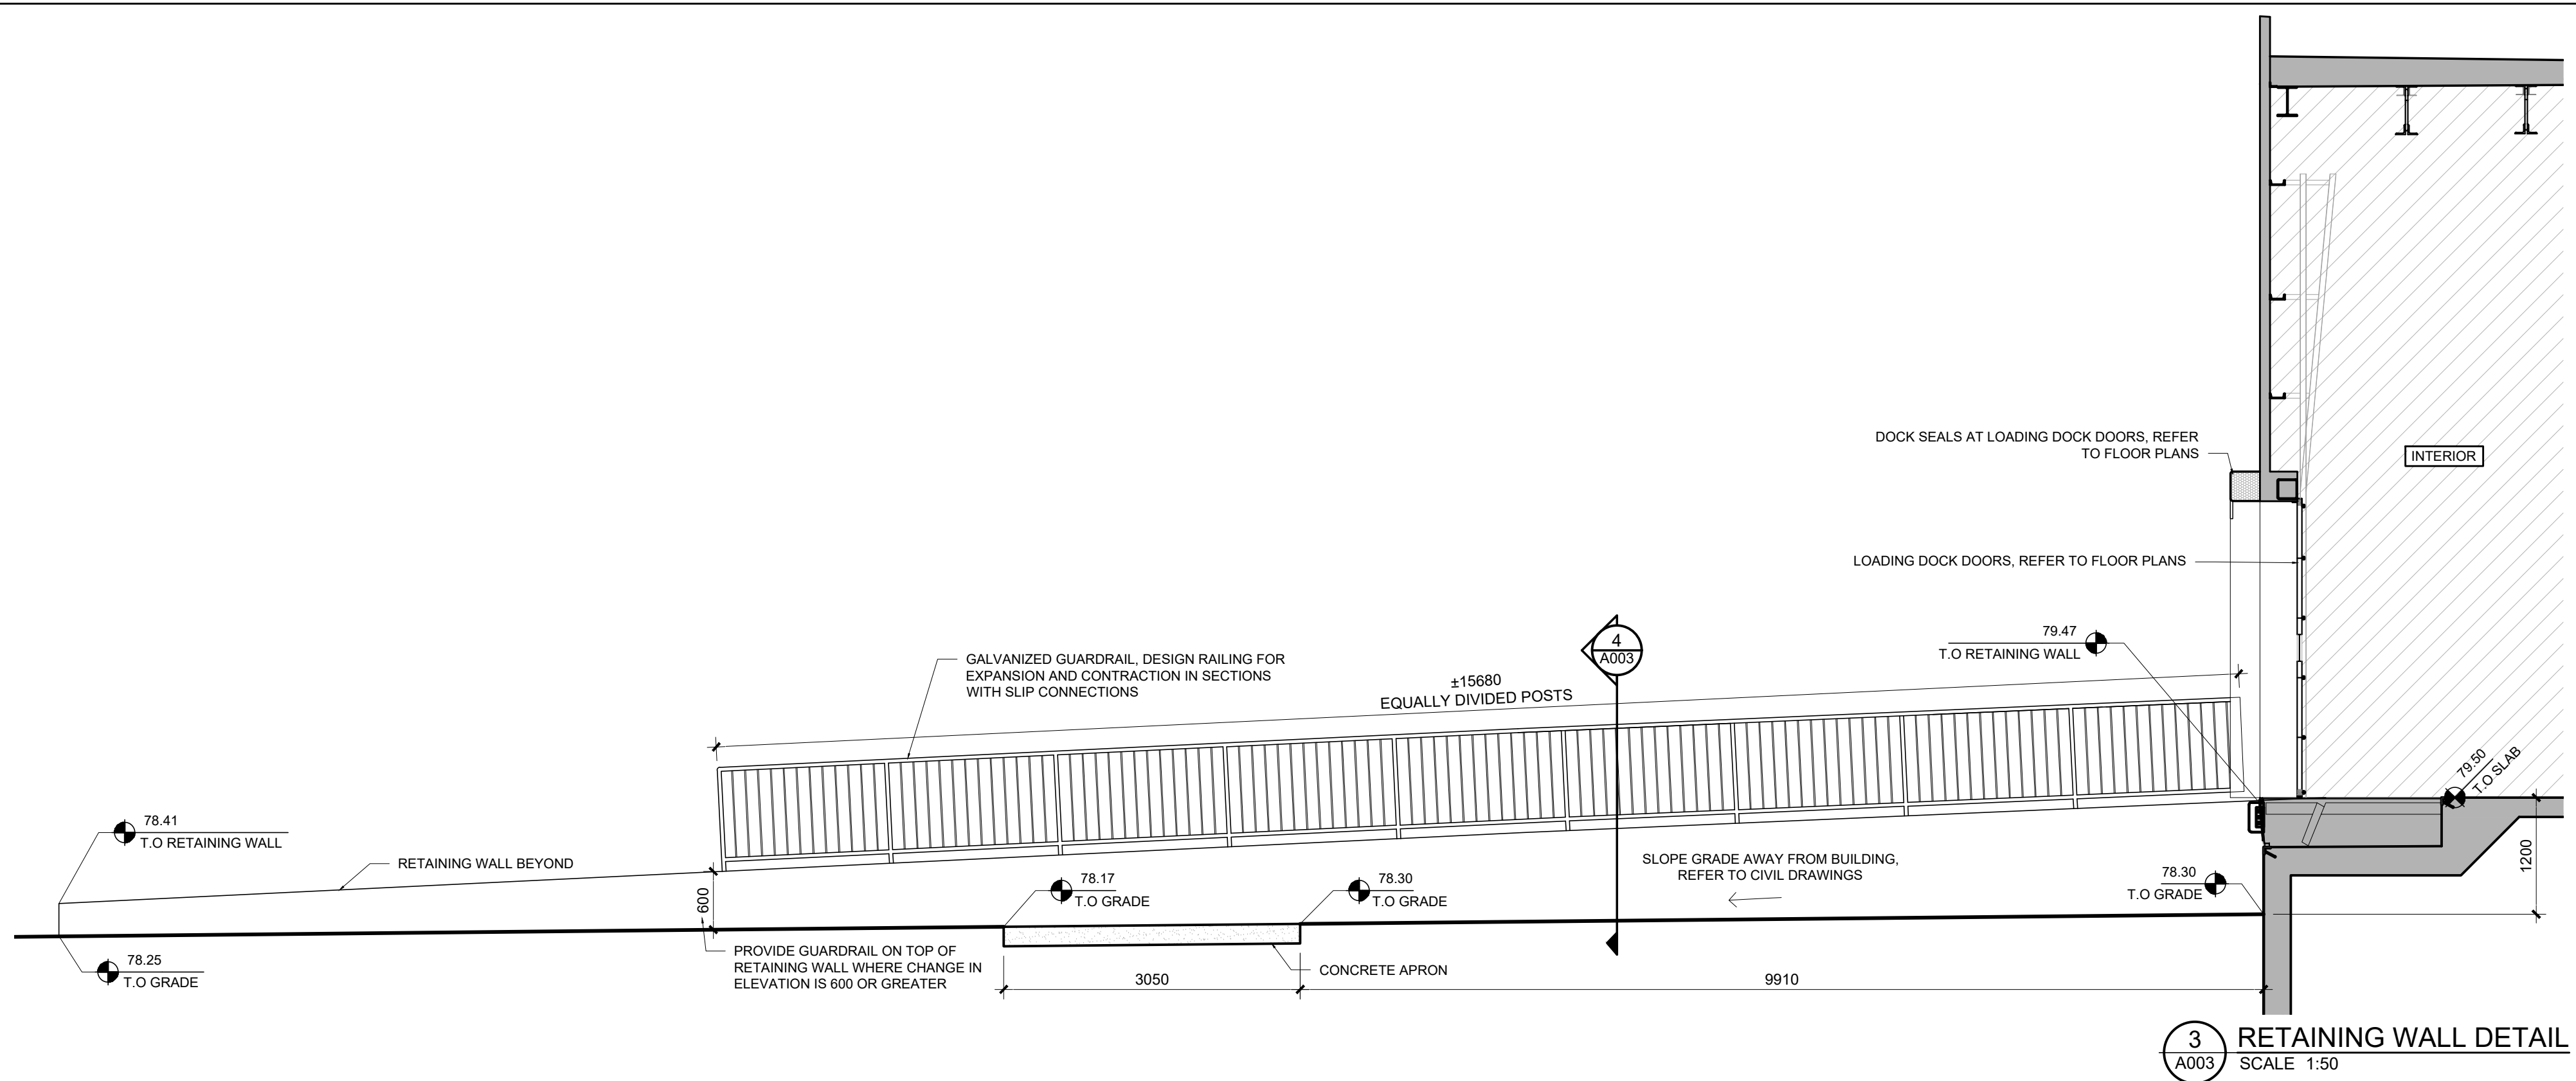 DOCK SEALS AT LOADING DOCK DOORS, REFER
TO FLOOR PLANS
INTERIOR
LOADING DOCK DOORS, REFER TO FLOOR PLANS
4
A003
79.47
T.O RETAINING WALL
GALVANIZED GUARDRAIL, DESIGN RAILING FOR
EXPANSION AND CONTRACTION IN SECTIONS
WITH SLIP CONNECTIONS
±15680
EQUALLY DIVIDED POSTS
79.50
T.O SLAB
78.41
T.O RETAINING WALL
RETAINING WALL BEYOND
600
78.17
T.O GRADE
78.30
T.O GRADE
SLOPE GRADE AWAY FROM BUILDING,
REFER TO CIVIL DRAWINGS
78.30
T.O GRADE
1200
78.25
T.O GRADE
PROVIDE GUARDRAIL ON TOP OF
RETAINING WALL WHERE CHANGE IN
ELEVATION IS 600 OR GREATER
CONCRETE APRON
3050
9910
3
A003
RETAINING WALL DETAIL
SCALE 1:50